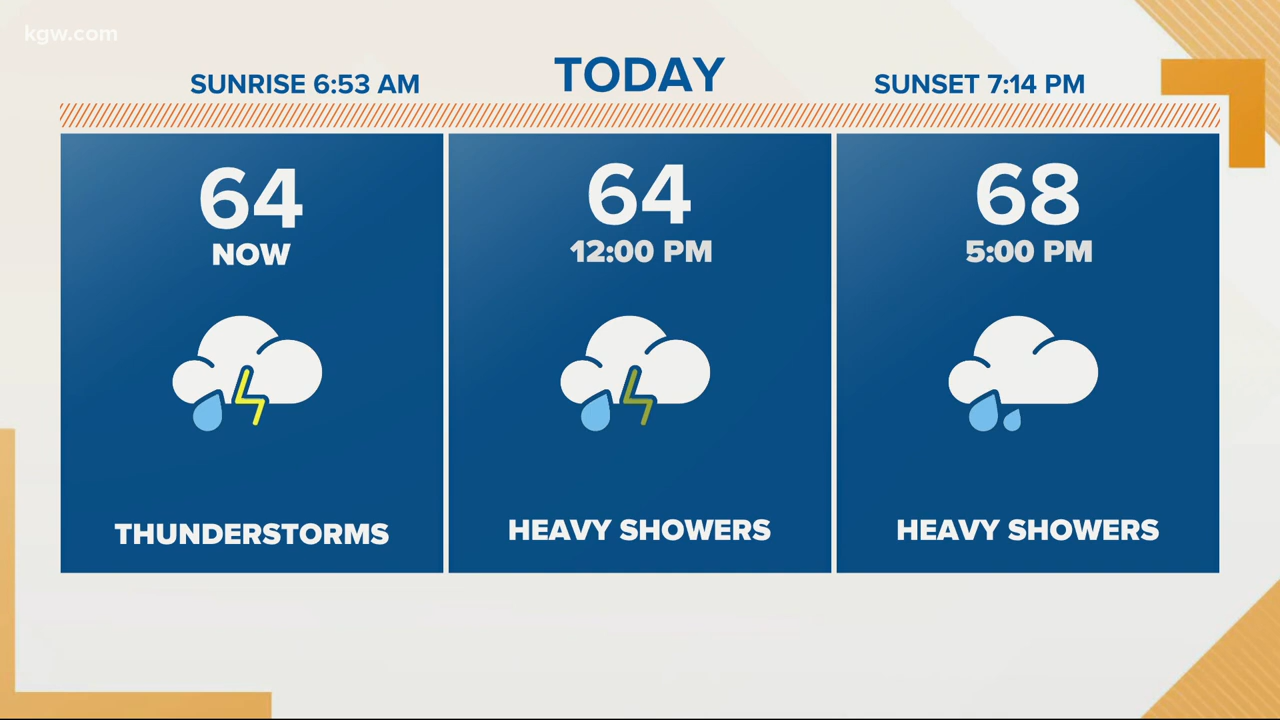 kgw.com
TODAY
SUNRISE 6:53 AM
SUNSET 7:14 PM
64
NOW
THUNDERSTORMS
64
12:00 PM
HEAVY SHOWERS
68
5:00 PM
HEAVY SHOWERS